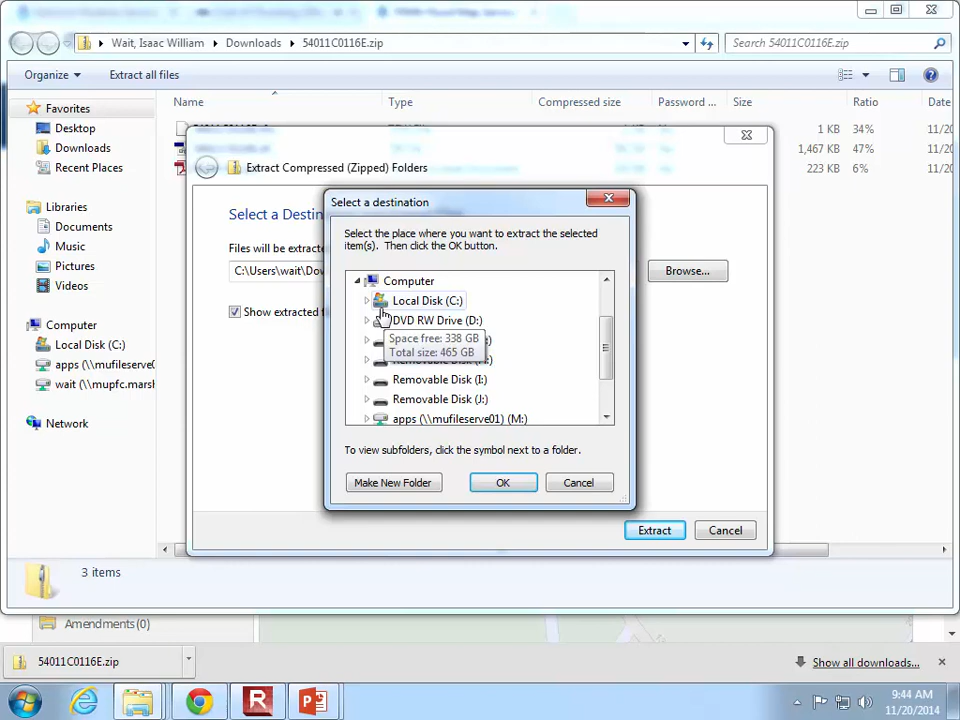 Wait, Isaac William
Downloads
54011C0116E.zip
Search 54011C0116E.zip
Organize
Extract all files
Name
Type
Compressed size
Password ...
Size
Ratio
Date
Favorites
Desktop
Downloads
Recent Places
Libraries
Documents
Music
Pictures
Videos
Computer
Local Disk (C:)
apps (\\mufileserve0
wait (\\mupfc.marsh
Network
1 KB 34% 11/20
1,467 KB 47% 11/20
223 KB 6% 11/20
Extract Compressed (Zipped) Folders
Select a Destin
Files will be extracte
C:\Users\wait\Dov
Browse...
Show extracted f
Extract
Cancel
Select a destination
Select the place where you want to extract the selected
item(s). Then click the OK button.
Computer
Local Disk (C:)
DVD RW Drive (D:)
Space free: 338 GB
Total size: 465 GB
Removable Disk (I:)
Removable Disk (J:)
apps (\\mufileserve01) (M:)
To view subfolders, click the symbol next to a folder.
Make New Folder
OK
Cancel
3 items
Amendments(0)
54011C0116E.zip
Show all downloads...
9:44 AM
11/20/2014